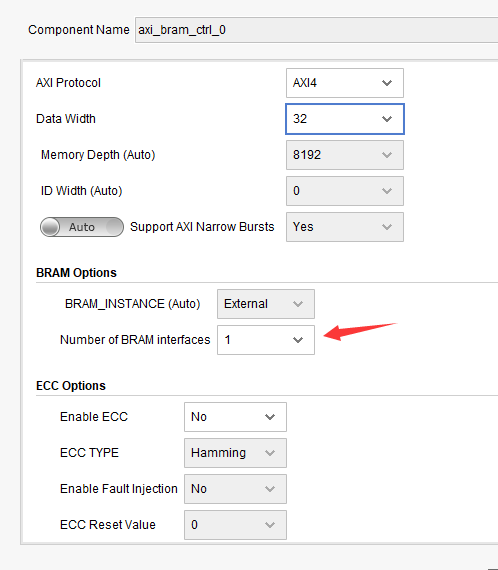 Component Name axi_bram_ctrl_0
AXI Protocol AXI4
Data Width 32
Memory Depth (Auto) 8192
ID Width (Auto) 0
Auto Support AXI Narrow Bursts Yes
BRAM Options
BRAM_INSTANCE (Auto) External
Number of BRAM interfaces 1
ECC Options
Enable ECC No
ECC TYPE Hamming
Enable Fault Injection No
ECC Reset Value 0